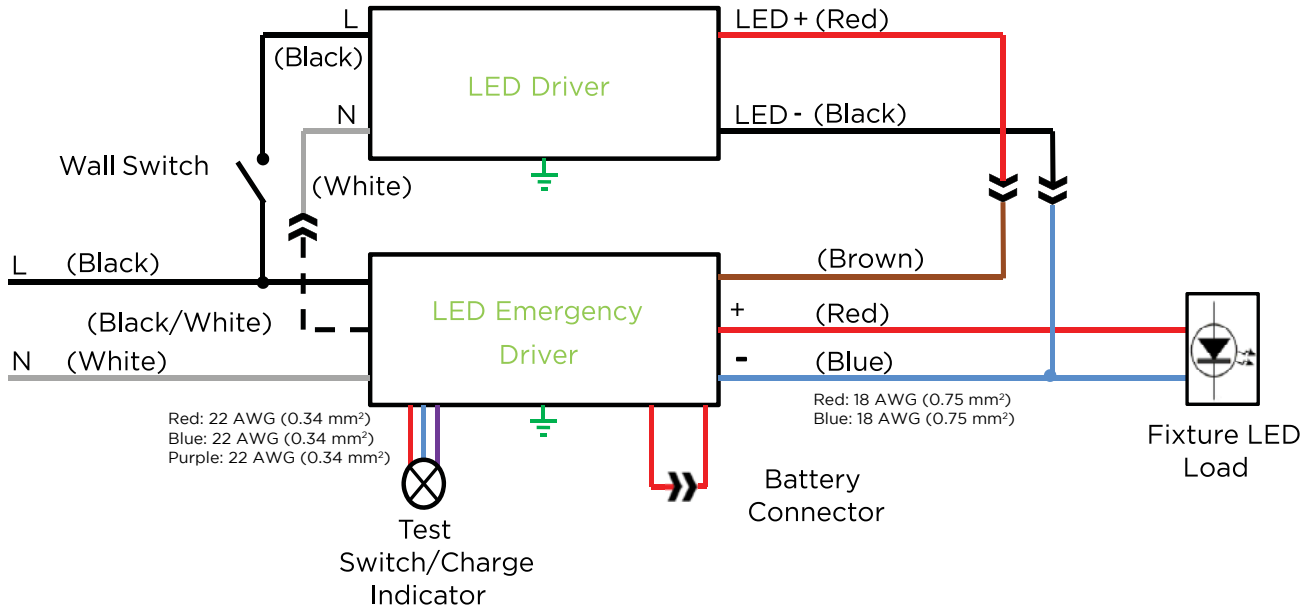 L
LED + (Red)
(Black)
LED Driver
N
LED - (Black)
Wall Switch
(White)
L (Black)
(Brown)
LED Emergency
Driver
+ (Red)
(Black/White)
N (White)
- (Blue)
Red: 22 AWG (0.34 mm²)
Blue: 22 AWG (0.34 mm²)
Purple: 22 AWG (0.34 mm²)
Red: 18 AWG (0.75 mm²)
Blue: 18 AWG (0.75 mm²)
Fixture LED
Load
Battery
Connector
Test
Switch/Charge
Indicator